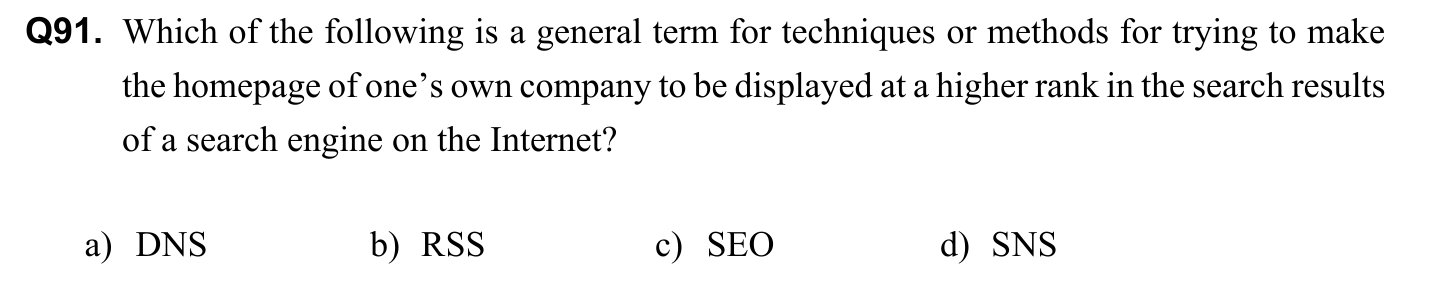 Q91. Which of the following is a general term for techniques or methods for trying to make
the homepage of one’s own company to be displayed at a higher rank in the search results
of a search engine on the Internet?
a) DNS b) RSS c) SEO d) SNS